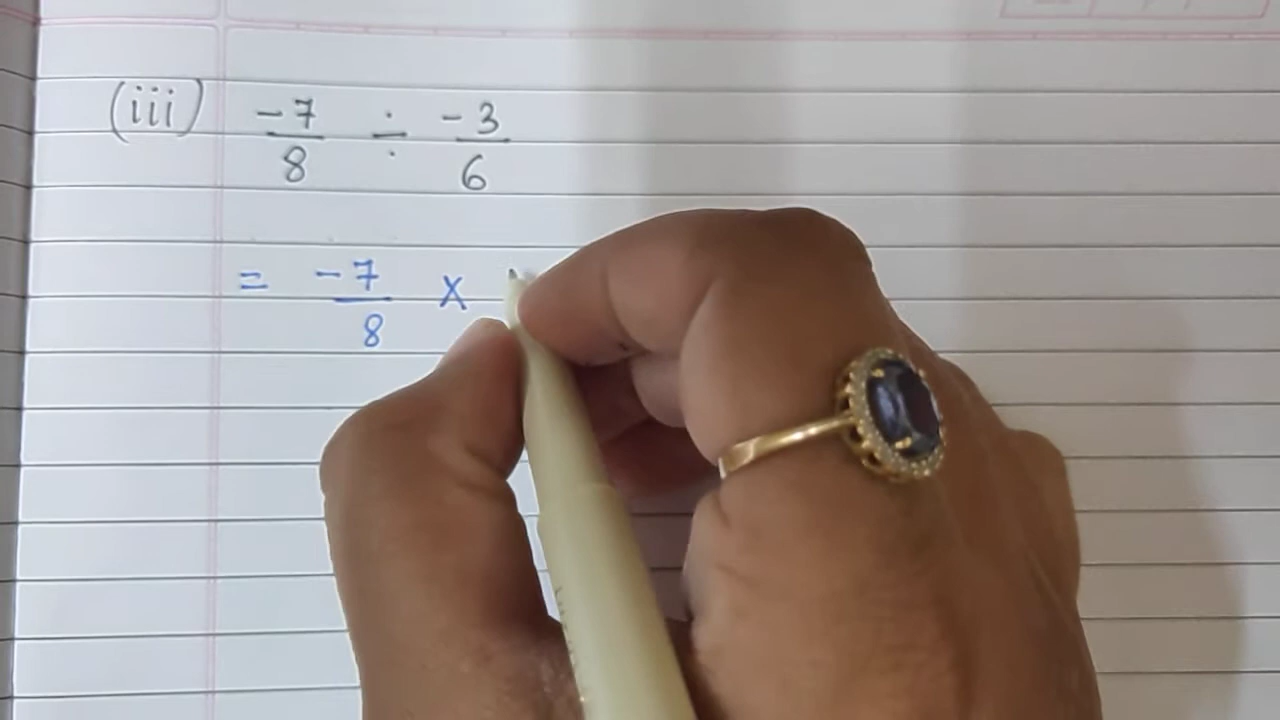 (iii) -7/8 ÷ -3/6
= -7/8 ×